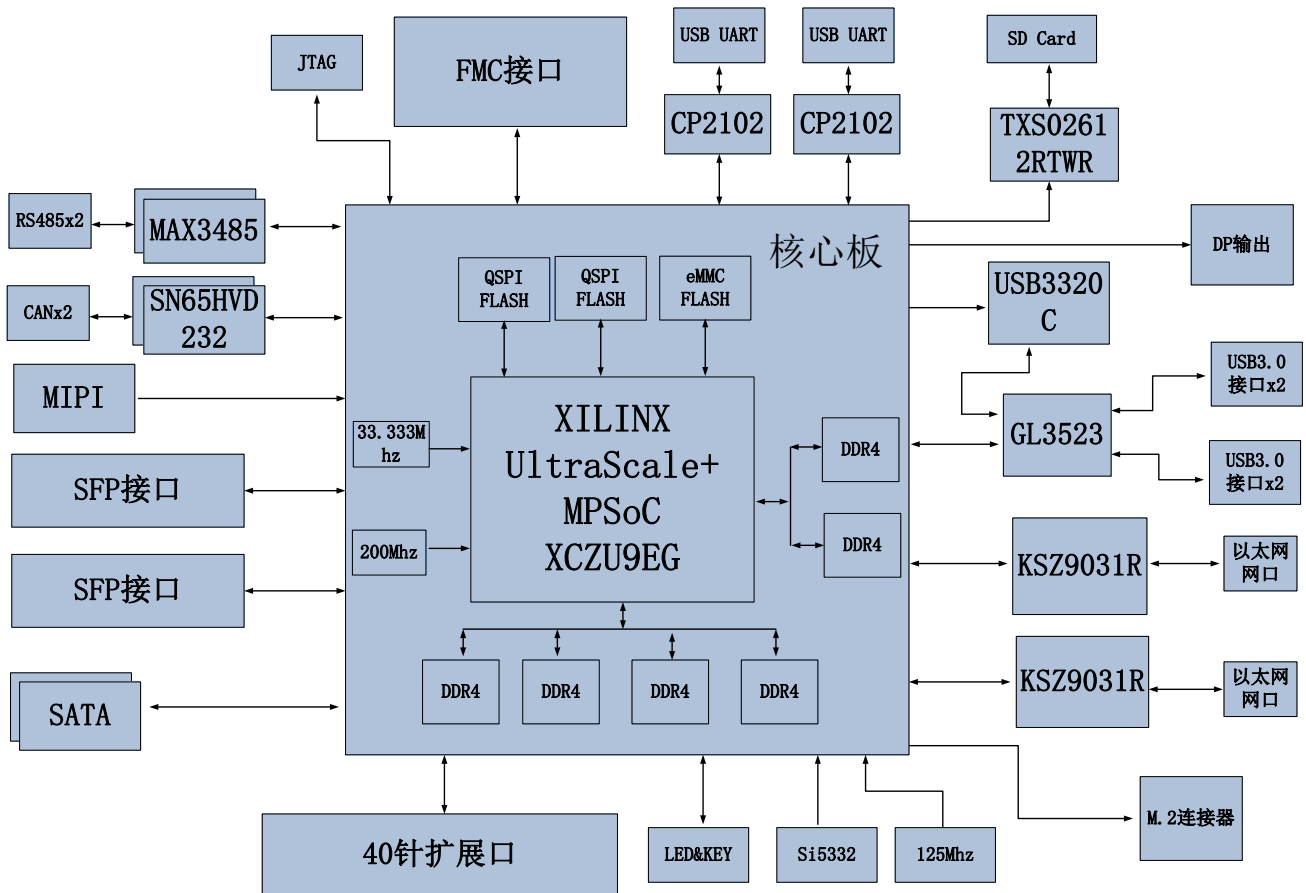 USB UART
USB UART
SD Card
JTAG
FMC接口
CP2102
CP2102
TXS0261
2RTWR
RS485x2
MAX3485
核心板
DP输出
QSPI
FLASH
QSPI
FLASH
eMMC
FLASH
USB3320
C
CANx2
SN65HVD
232
MIPI
USB3.0
接口x2
XILINX
UltraScale+
MPSoC
XCZU9EG
33.333M
hz
DDR4
GL3523
USB3.0
接口x2
SFP接口
200Mhz
DDR4
SFP接口
KSZ9031R
以太网
网口
DDR4
DDR4
DDR4
DDR4
KSZ9031R
以太网
网口
SATA
M.2连接器
40针扩展口
LED&KEY
Si5332
125Mhz